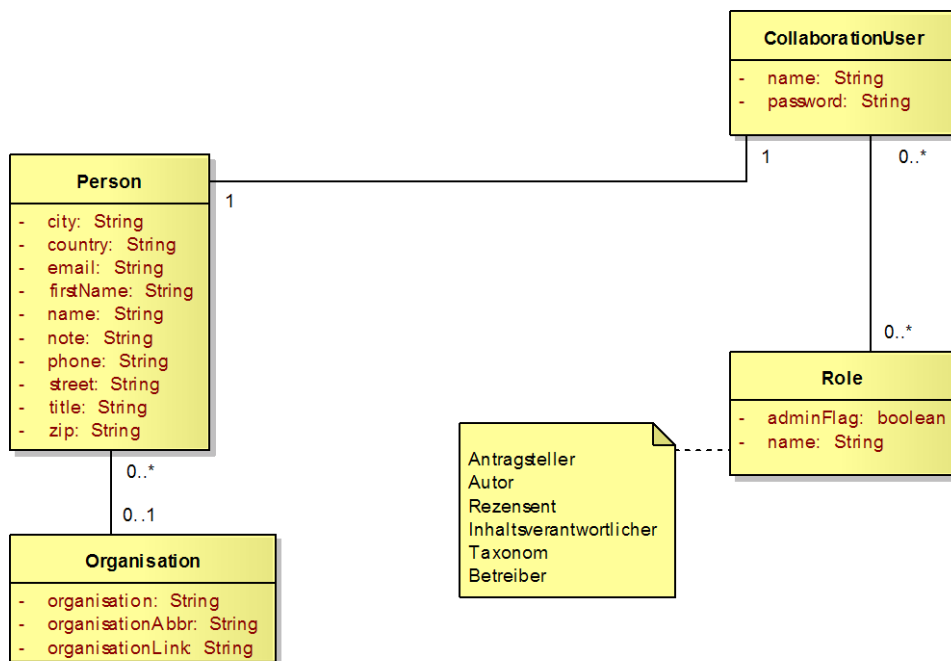 CollaborationUser
- name: String
- password: String
1
0..*
Person
- city: String
- country: String
- email: String
- firstName: String
- name: String
- note: String
- phone: String
- street: String
- title: String
- zip: String
1
0..*
0..1
Organisation
- organisation: String
- organisationAbbr: String
- organisationLink: String
0..*
Role
- adminFlag: boolean
- name: String
Antragsteller
Autor
Rezensent
Inhaltsverantwortlicher
Taxonom
Betreiber